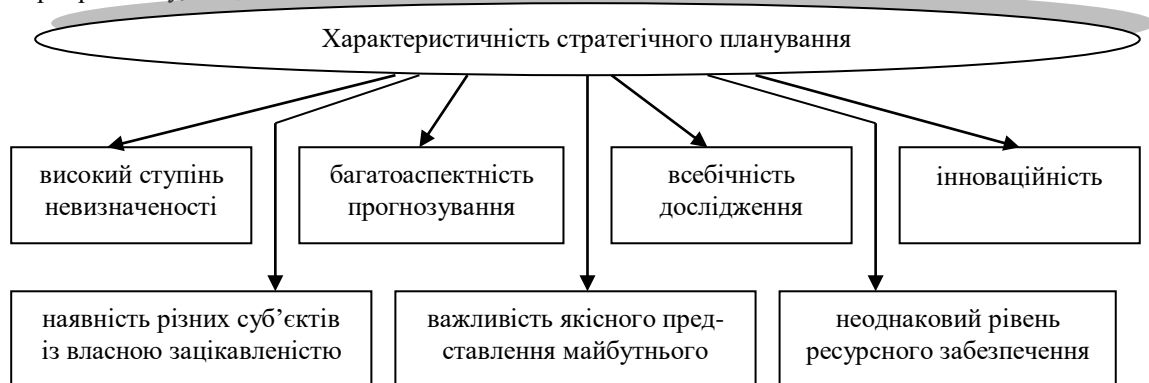 Характеристичність стратегічного планування
високий ступінь
невизначеності
багатоаспектність
прогнозування
всебічність
дослідження
інноваційність
наявність різних суб’єктів
із власною зацікавленістю
важливість якісного пред-
ставлення майбутнього
неоднаковий рівень
ресурсного забезпечення